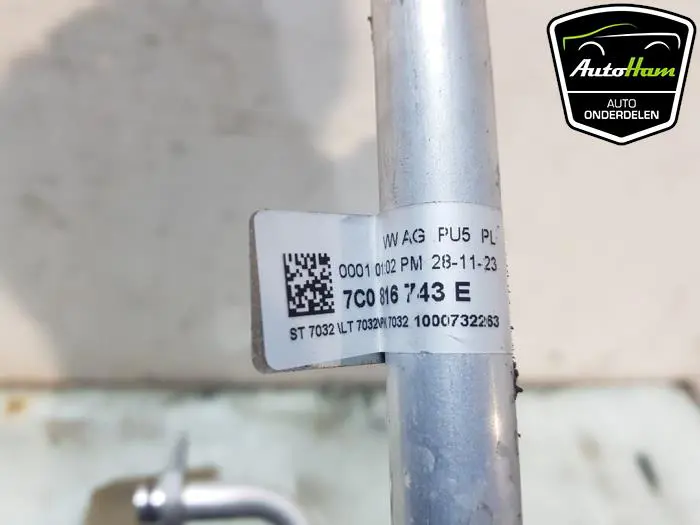 AutoHam
AUTO
ONDERDELEN
VW AG PU5 PL
0001 01:02 PM 28-11-23
7C0 816 743 E
ST 7032 \LT 7032 7032 1000732263